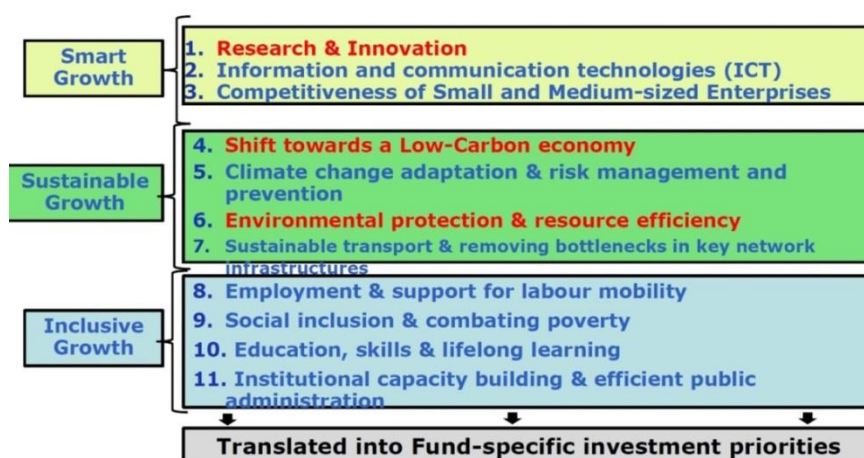 Smart
Growth
1. Research & Innovation
2. Information and communication technologies (ICT)
3. Competitiveness of Small and Medium-sized Enterprises
Sustainable
Growth
4. Shift towards a Low-Carbon economy
5. Climate change adaptation & risk management and
prevention
6. Environmental protection & resource efficiency
7. Sustainable transport & removing bottlenecks in key network
infrastructures
Inclusive
Growth
8. Employment & support for labour mobility
9. Social inclusion & combating poverty
10. Education, skills & lifelong learning
11. Institutional capacity building & efficient public
administration
Translated into Fund-specific investment priorities